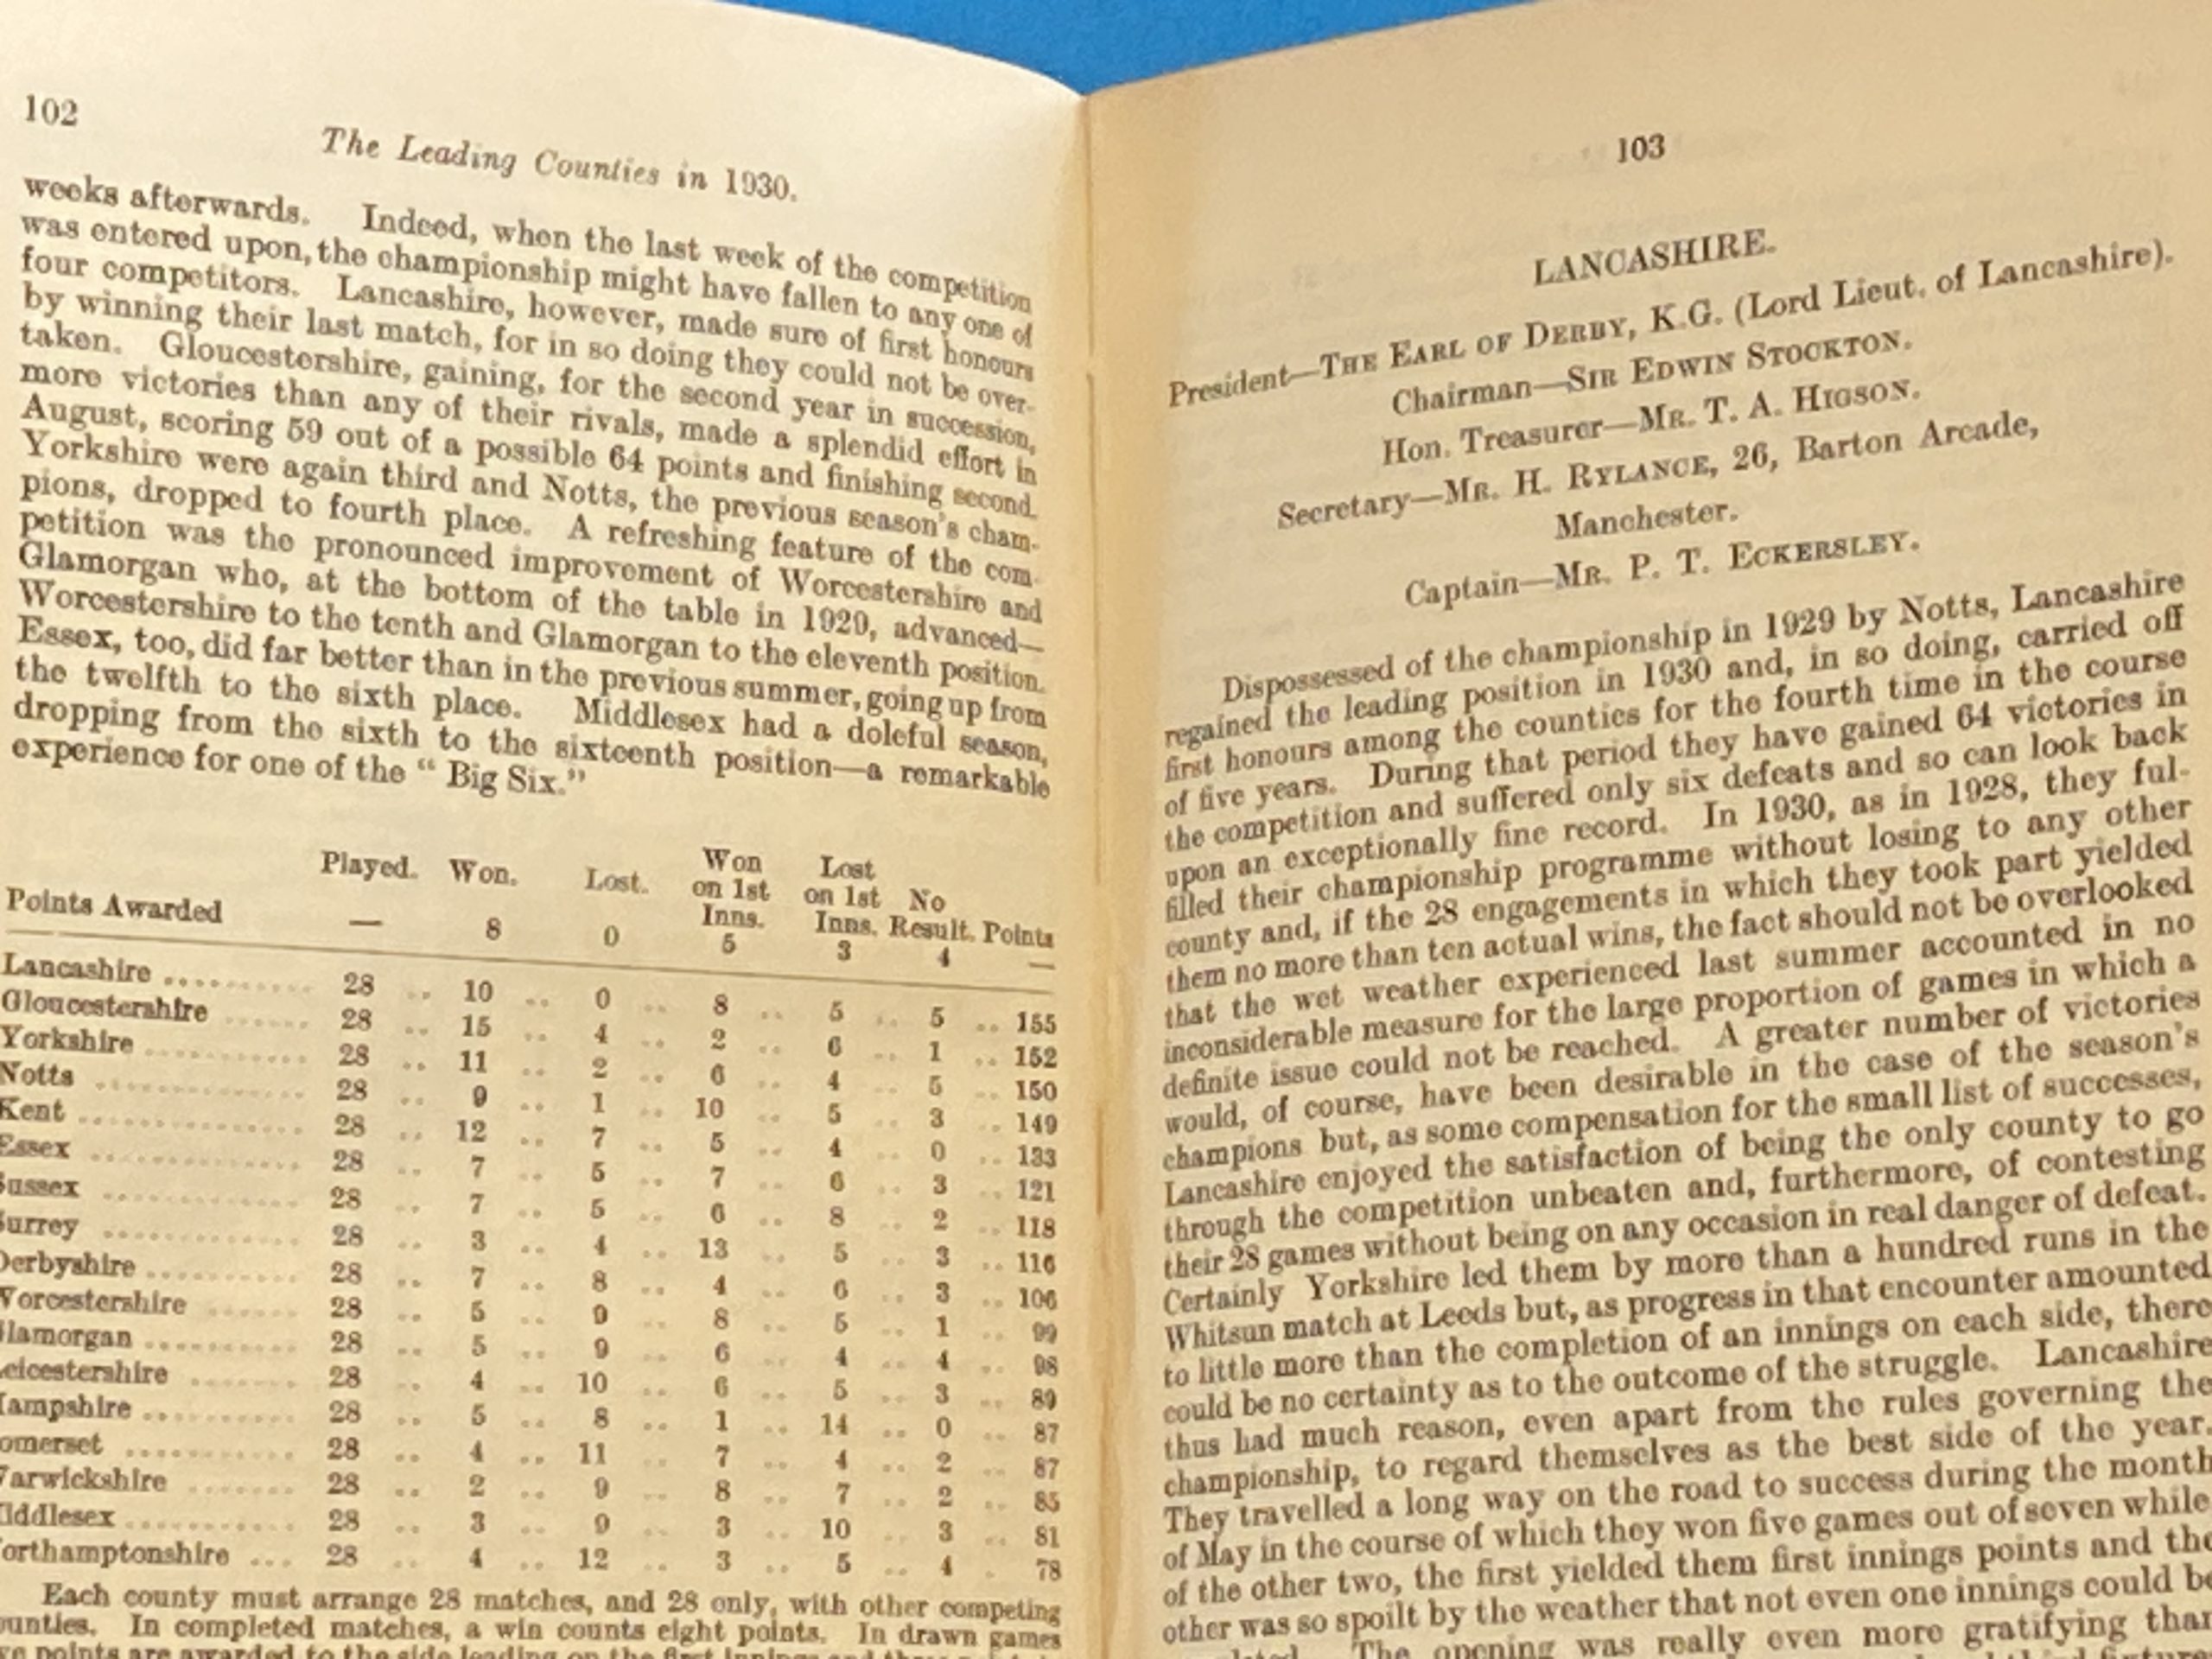 102
The Leading Counties in 1930.
weeks afterwards. Indeed, when the last week of the competition
was entered upon, the championship might have fallen to any one of
four competitors. Lancashire, however, made sure of first honours
by winning their last match, for in so doing they could not be over-
taken. Gloucestershire, gaining, for the second year in succession,
more victories than any of their rivals, made a splendid effort in
August, scoring 59 out of a possible 64 points and finishing second.
Yorkshire were again third and Notts, the previous season's cham-
pions, dropped to fourth place. A refreshing feature of the com-
petition was the pronounced improvement of Worcestershire and
Glamorgan who, at the bottom of the table in 1929, advanced—
Worcestershire to the tenth and Glamorgan to the eleventh position.
Essex, too, did far better than in the previous summer, going up from
the twelfth to the sixth place. Middlesex had a doleful season,
dropping from the sixth to the sixteenth position—a remarkable
experience for one of the “ Big Six.”
Played. Won. Lost. Won on 1st Inns. Lost on 1st Inns. No Result. Points
Points Awarded — 8 0 5 3 4 —
Lancashire .......... 28 .. 10 .. 0 .. 8 .. 5 .. 5 .. 155
Gloucestershire ...... 28 .. 15 .. 4 .. 2 .. 6 .. 1 .. 152
Yorkshire ........... 28 .. 11 .. 2 .. 6 .. 4 .. 5 .. 150
Notts .............. 28 .. 9 .. 1 .. 10 .. 5 .. 3 .. 149
Kent ............... 28 .. 12 .. 7 .. 5 .. 4 .. 0 .. 133
Essex .............. 28 .. 7 .. 5 .. 7 .. 6 .. 3 .. 121
Sussex ............. 28 .. 7 .. 5 .. 6 .. 8 .. 2 .. 118
Surrey ............. 28 .. 3 .. 4 .. 13 .. 5 .. 3 .. 116
Derbyshire .......... 28 .. 7 .. 8 .. 4 .. 6 .. 3 .. 106
Worcestershire ...... 28 .. 5 .. 9 .. 8 .. 5 .. 1 .. 99
lamorgan .......... 28 .. 5 .. 9 .. 6 .. 4 .. 4 .. 98
eicestershire ....... 28 .. 4 .. 10 .. 6 .. 5 .. 3 .. 89
ampshire .......... 28 .. 5 .. 8 .. 1 .. 14 .. 0 .. 87
omerset ........... 28 .. 4 .. 11 .. 7 .. 4 .. 2 .. 87
arwickshire ........ 28 .. 2 .. 9 .. 8 .. 7 .. 2 .. 85
iddlesex ........... 28 .. 3 .. 9 .. 3 .. 10 .. 3 .. 81
orthamptonshire ... 28 .. 4 .. 12 .. 3 .. 5 .. 4 . 78
Each county must arrange 28 matches, and 28 only, with other competing
ounties. In completed matches, a win counts eight points. In drawn games
points are awarded to the side leading on the first innings and three
103
LANCASHIRE.
President—THE EARL OF DERBY, K.G. (Lord Lieut. of Lancashire).
Chairman—SIR EDWIN STOCKTON.
Hon. Treasurer—MR. T. A. HIGSON.
Secretary—MR. H. RYLANCE, 26, Barton Arcade,
Manchester.
Captain—MR. P. T. ECKERSLEY.
Dispossessed of the championship in 1929 by Notts, Lancashire
regained the leading position in 1930 and, in so doing, carried off
first honours among the counties for the fourth time in the course
of five years. During that period they have gained 64 victories in
the competition and suffered only six defeats and so can look back
upon an exceptionally fine record. In 1930, as in 1928, they ful-
filled their championship programme without losing to any other
county and, if the 28 engagements in which they took part yielded
them no more than ten actual wins, the fact should not be overlooked
that the wet weather experienced last summer accounted in no
inconsiderable measure for the large proportion of games in which a
definite issue could not be reached. A greater number of victories
would, of course, have been desirable in the case of the season's
champions but, as some compensation for the small list of successes,
Lancashire enjoyed the satisfaction of being the only county to go
through the competition unbeaten and, furthermore, of contesting
their 28 games without being on any occasion in real danger of defeat.
Certainly Yorkshire led them by more than a hundred runs in the
Whitsun match at Leeds but, as progress in that encounter amounted
to little more than the completion of an innings on each side, there
could be no certainty as to the outcome of the struggle. Lancashire
thus had much reason, even apart from the rules governing the
championship, to regard themselves as the best side of the year.
They travelled a long way on the road to success during the month
of May in the course of which they won five games out of seven while,
of the other two, the first yielded them first innings points and the
other was so spoilt by the weather that not even one innings could be
The opening was really even more gratifying than